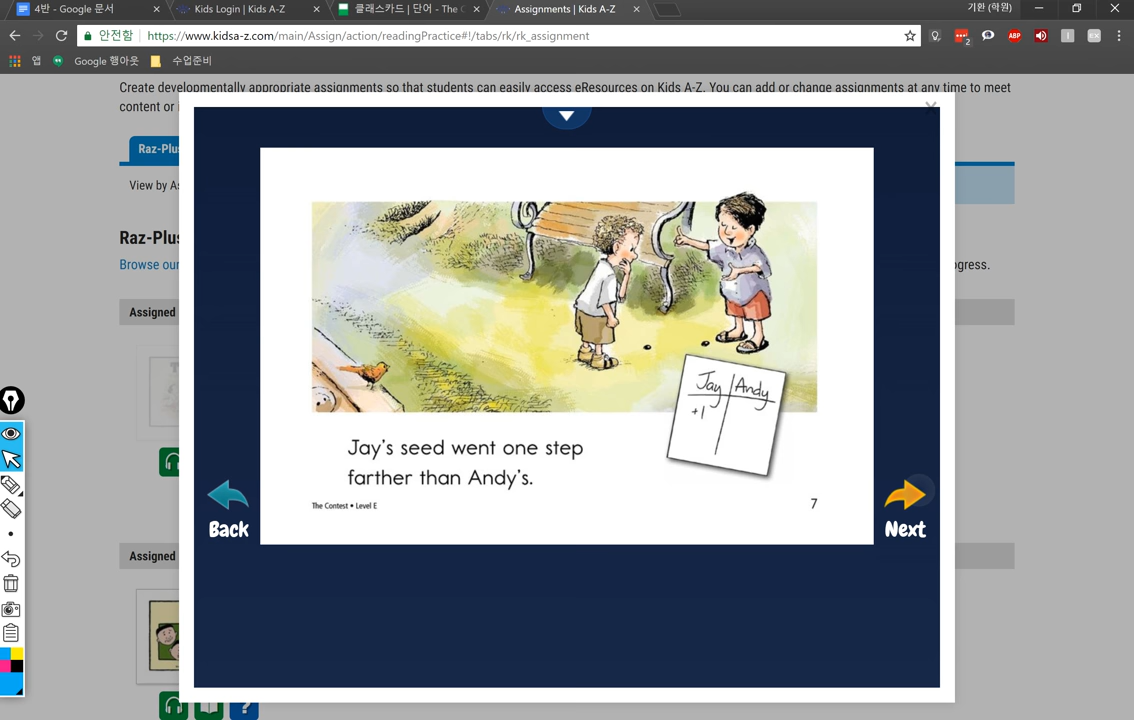 4반 - Google 문서
Kids Login | Kids A-Z
클래스카드 | 단어 - The C
Assignments | Kids A-Z
기환 (학원)
안전함
https://www.kidsa-z.com/main/Assign/action/readingPractice#!/tabs/rk/rk_assignment
2
ABP
앱
Google 행아웃
수업준비
Create developmentally appropriate assignments so that students can easily access eResources on Kids A-Z. You can add or change assignments at any time to meet
content or
Raz-Plus
View by
Raz-Plus
Browse our
ogress.
Assigned
Jay Andy
+1
Jay's seed went one step
farther than Andy's.
The Contest • Level E
7
Back
Next
Assigned
?